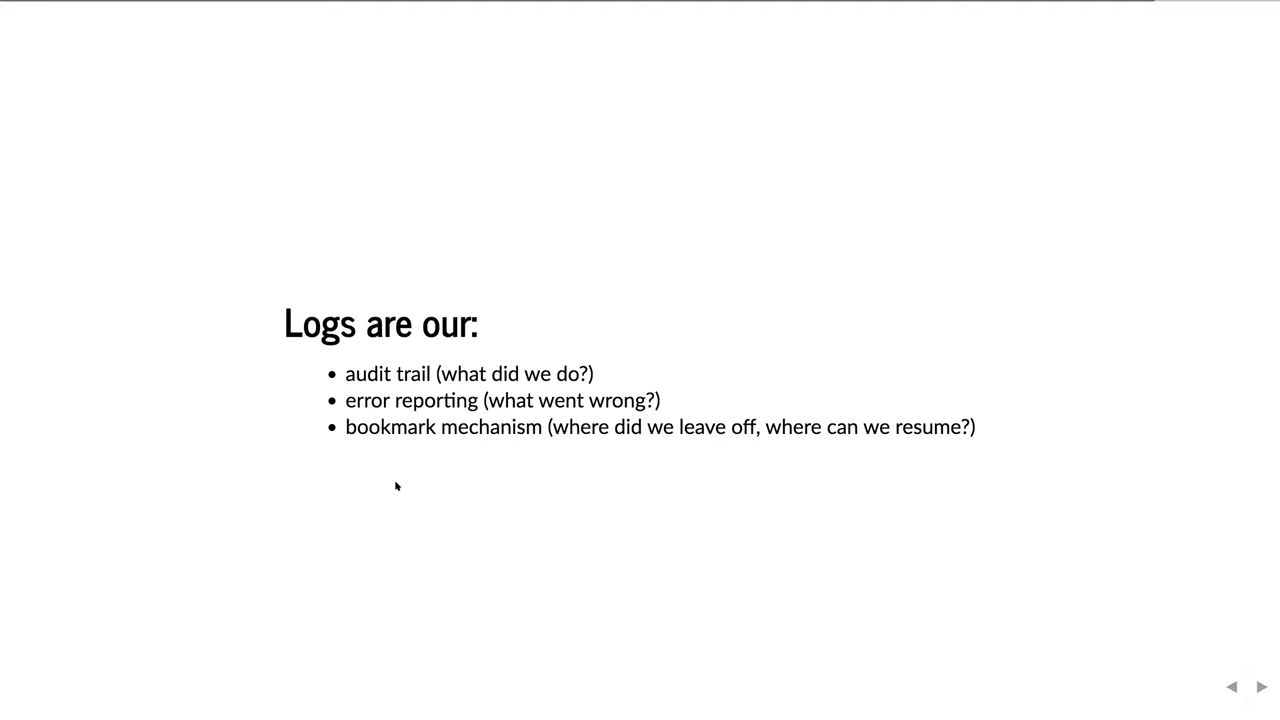 Logs are our:
• audit trail (what did we do?)
• error reporting (what went wrong?)
• bookmark mechanism (where did we leave off, where can we resume?)